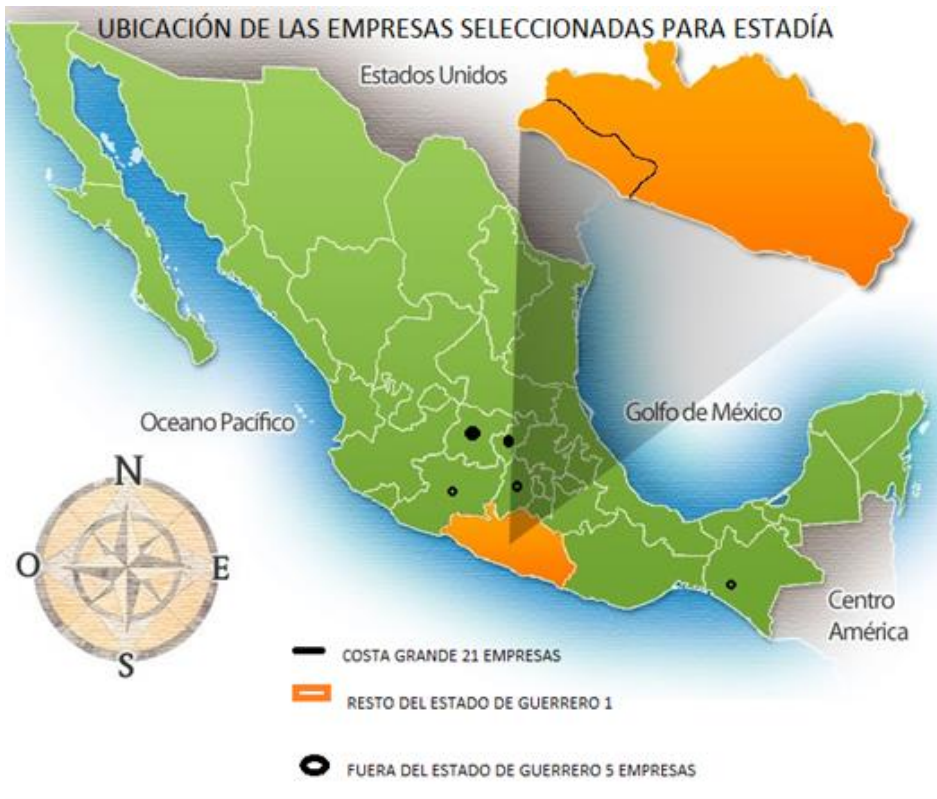 UBICACIÓN DE LAS EMPRESAS SELECCIONADAS PARA ESTADÍA
Estados Unidos
Oceano Pacífico
Golfo de México
N
O
E
S
Centro
América
COSTA GRANDE 21 EMPRESAS
RESTO DEL ESTADO DE GUERRERO 1
FUERA DEL ESTADO DE GUERRERO 5 EMPRESAS